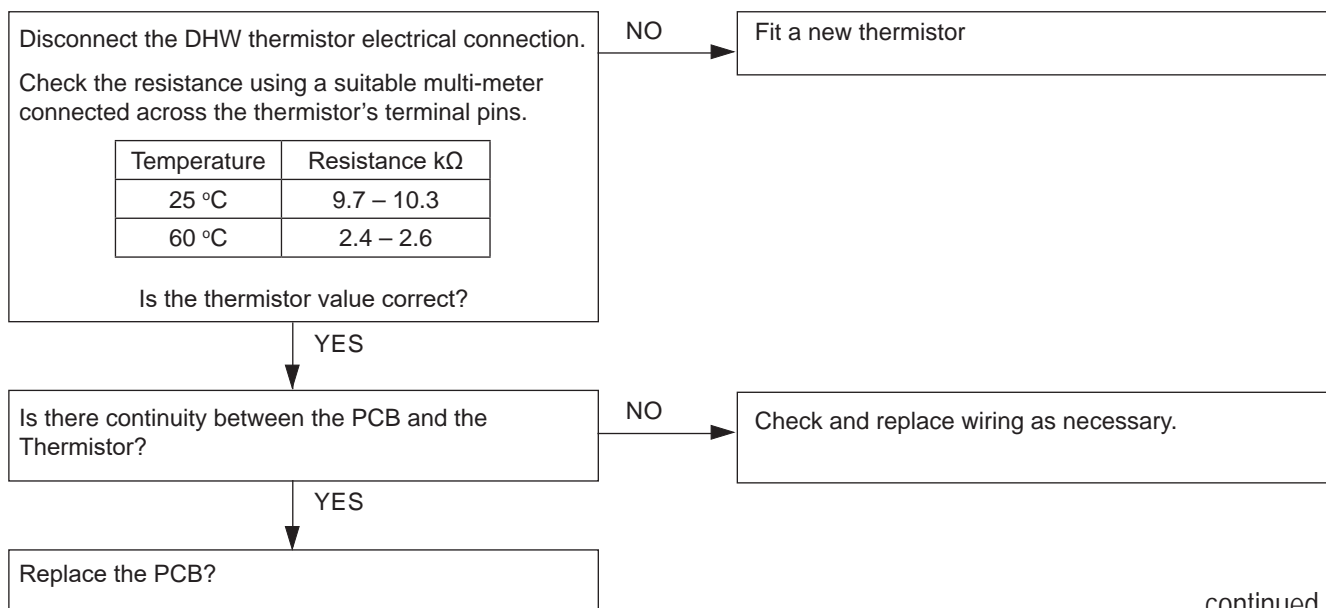 Disconnect the DHW thermistor electrical connection.
NO
Fit a new thermistor
Check the resistance using a suitable multi-meter
connected across the thermistor’s terminal pins.
Temperature Resistance kΩ
25 ºC 9.7 – 10.3
60 ºC 2.4 – 2.6
Is the thermistor value correct?
YES
Is there continuity between the PCB and the
Thermistor?
NO
Check and replace wiring as necessary.
YES
Replace the PCB?
continued